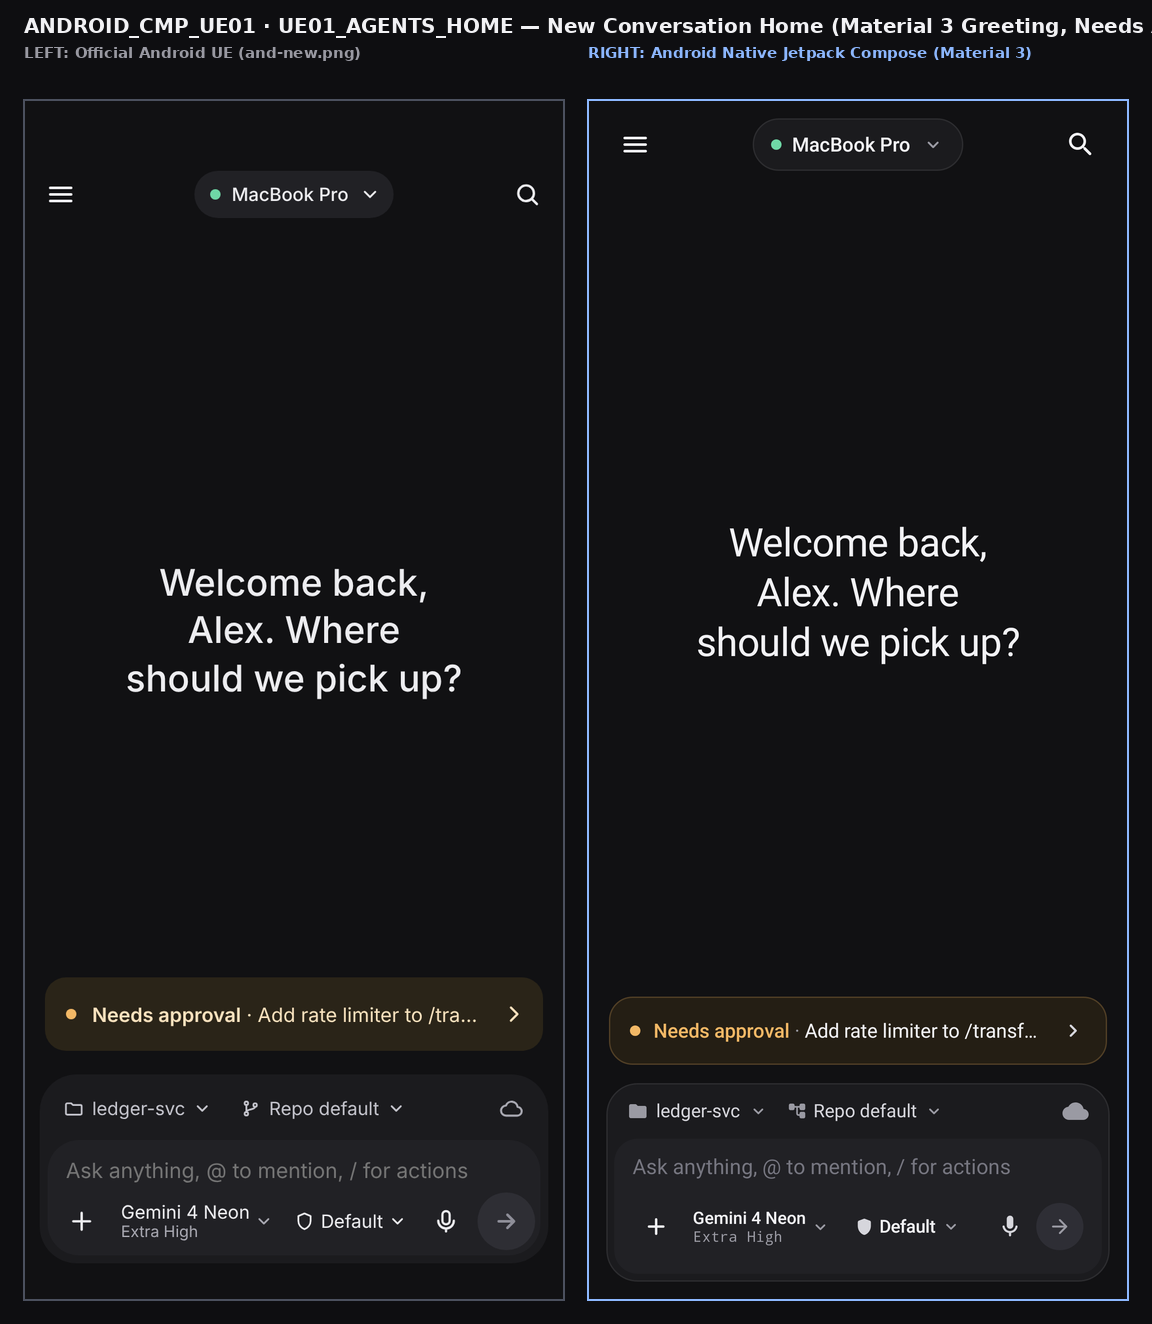 ANDROID_CMP_UE01 · UE01_AGENTS_HOME — New Conversation Home (Material 3 Greeting, Needs
LEFT: Official Android UE (and-new.png)
RIGHT: Android Native Jetpack Compose (Material 3)
MacBook Pro
Welcome back,
Alex. Where
should we pick up?
Needs approval · Add rate limiter to /tra...
ledger-svc
Repo default
Ask anything, @ to mention, / for actions
Gemini 4 Neon
Extra High
Default
MacBook Pro
Welcome back,
Alex. Where
should we pick up?
Needs approval · Add rate limiter to /transf...
ledger-svc
Repo default
Ask anything, @ to mention, / for actions
Gemini 4 Neon
Extra High
Default